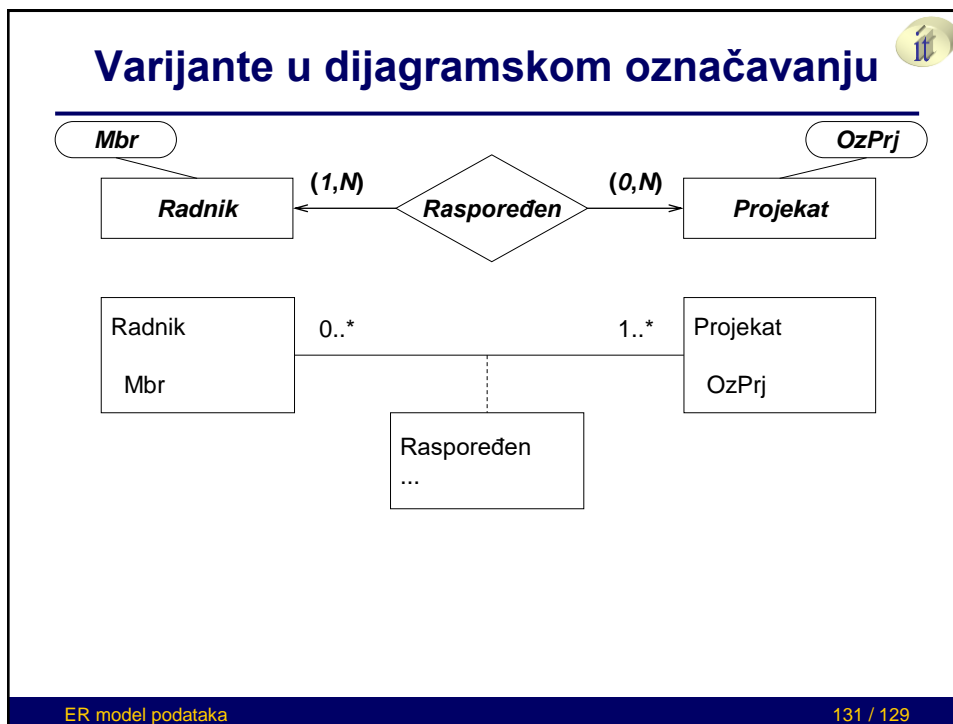 Varijante u dijagramskom označavanju
it
Mbr
OzPrj
(1,N)
(0,N)
Radnik
Raspoređen
Projekat
Radnik
0..*
1..*
Projekat
Mbr
OzPrj
Raspoređen
...
ER model podataka
131 / 129